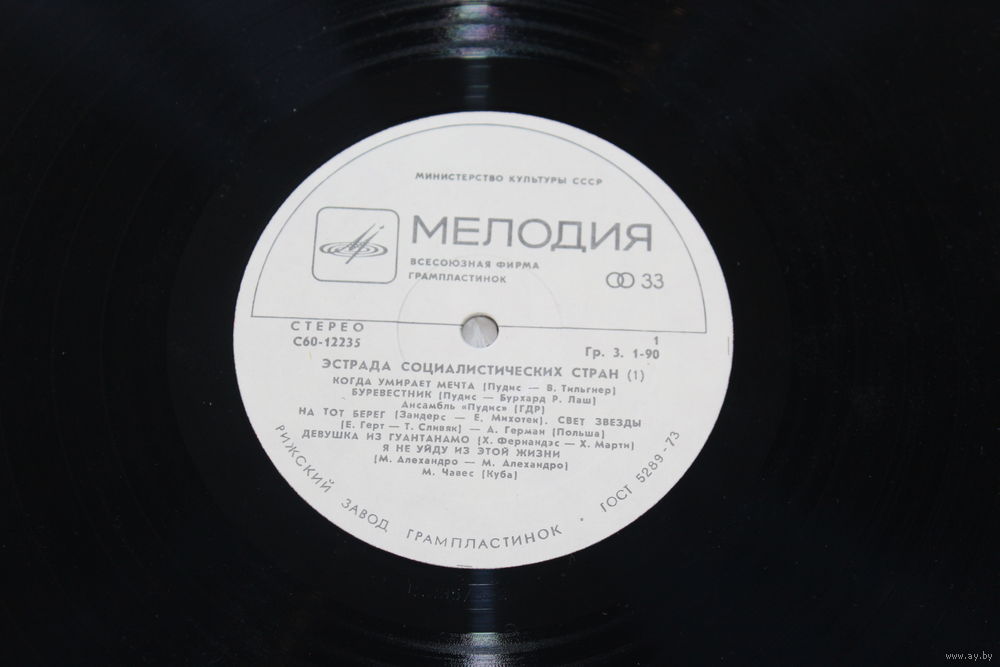 МИНИСТЕРСТВО КУЛЬТУРЫ СССР
МЕЛОДИЯ
ВСЕСОЮЗНАЯ ФИРМА
ГРАМПЛАСТИНОК
33
СТЕРЕО
1
С60-12235
Гр. 3. 1-90
ЭСТРАДА СОЦИАЛИСТИЧЕСКИХ СТРАН (1)
КОГДА УМИРАЕТ МЕЧТА (Пудис — В. Тильгнер)
БУРЕВЕСТНИК (Пудис — Бурхард Р. Лаш)
Ансамбль «Пудис» (ГДР)
НА ТОТ БЕРЕГ (Зандерс — Е. Михотек). СВЕТ ЗВЕЗДЫ
(Е. Герт — Т. Сливяк) — А. Герман (Польша)
ДЕВУШКА ИЗ ГУАНТАНАМО (Х. Фернандэс — Х. Марти)
Я НЕ УЙДУ ИЗ ЭТОЙ ЖИЗНИ
(М. Алехандро — М. Алехандро)
М. Чавес (Куба)
РИЖСКИЙ ЗАВОД ГРАМПЛАСТИНОК • ГОСТ 5289-73
www.ay.by